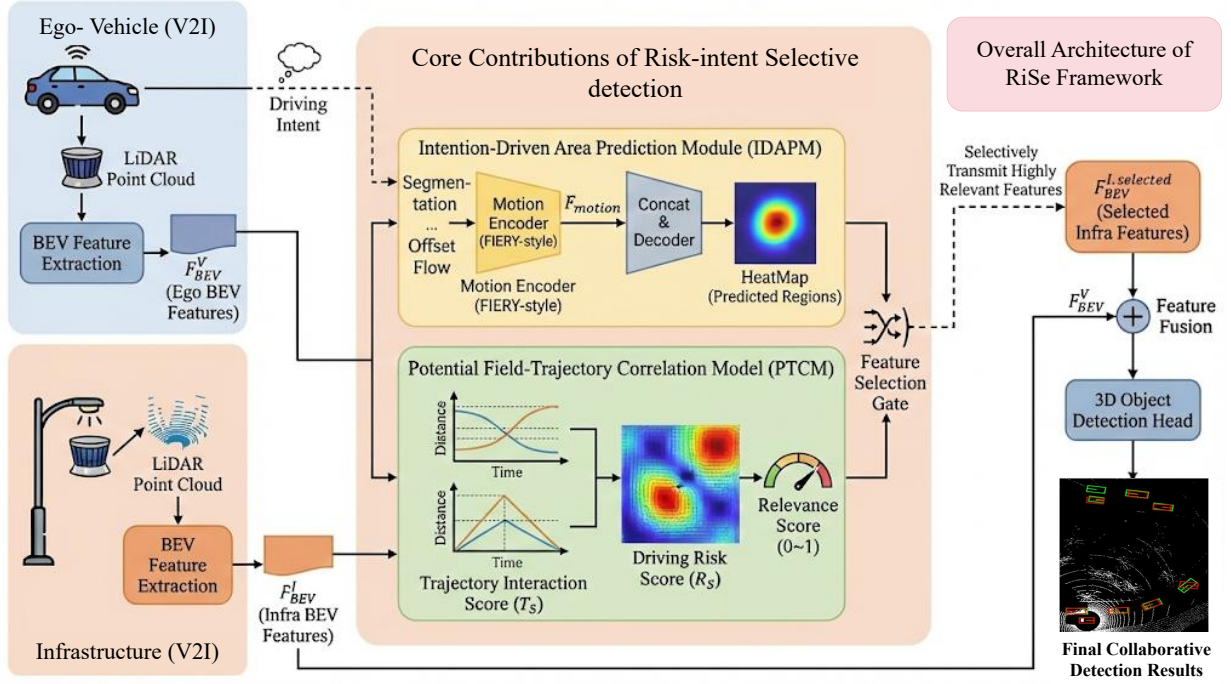 Ego- Vehicle (V2I)
LiDAR
Point Cloud
BEV Feature
Extraction
F^V_BEV
(Ego BEV
Features)
Driving
Intent
Infrastructure (V2I)
LiDAR
Point Cloud
BEV
Feature
Extraction
F^I_BEV
(Infra BEV
Features)
Core Contributions of Risk-intent Selective
detection
Intention-Driven Area Prediction Module (IDAPM)
Segmen-
tation
...
Offset
Flow
Motion
Encoder
(FIERY-style)
Motion Encoder
(FIERY-style)
F_motion
Concat
&
Decoder
HeatMap
(Predicted Regions)
Potential Field-Trajectory Correlation Model (PTCM)
Distance
Time
Distance
Time
Trajectory Interaction
Score (T_S)
Driving Risk
Score (R_S)
Relevance
Score
(0~1)
Feature
Selection
Gate
Overall Architecture of
RiSe Framework
Selectively
Transmit Highly
Relevant Features
F^I.selected_BEV
(Selected
Infra Features)
F^V_BEV
+
Feature
Fusion
3D Object
Detection Head
Final Collaborative
Detection Results